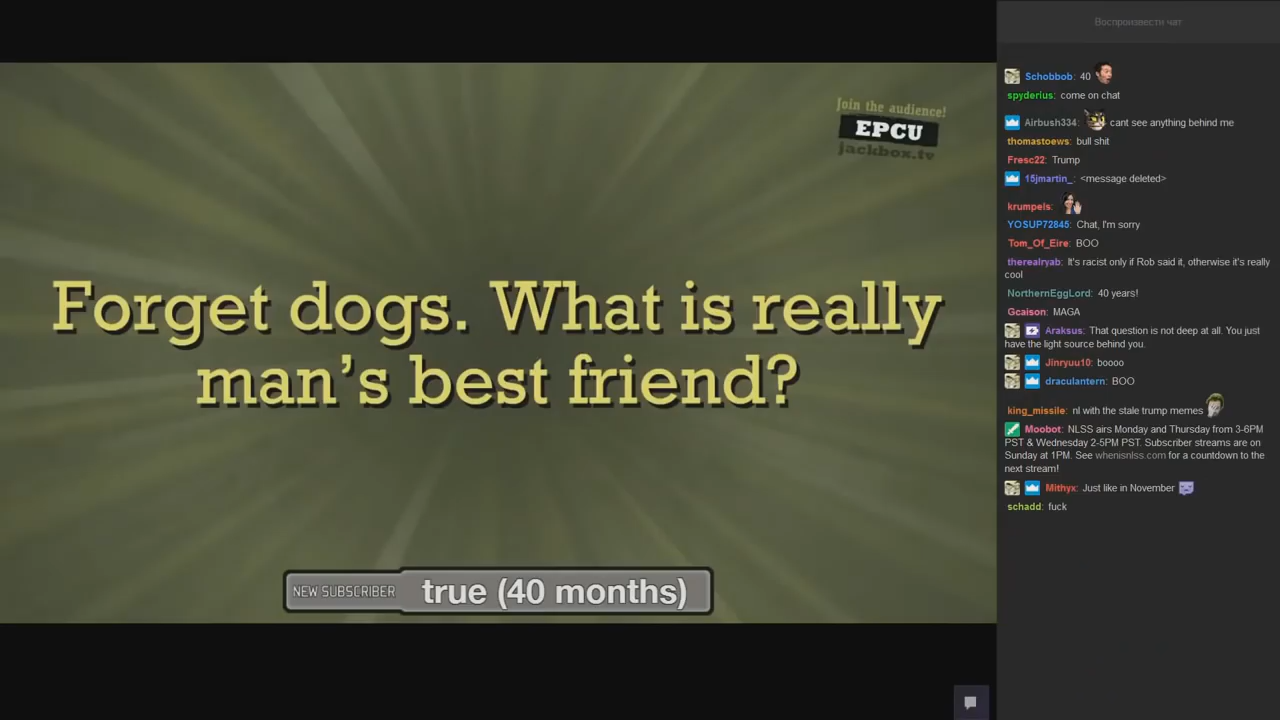 Воспроизвести чат
Join the audience!
EPCU
jackbox.tv
Forget dogs. What is really
man's best friend?
NEW SUBSCRIBER true (40 months)
Schobbob: 40
spyderius: come on chat
Airbush334: cant see anything behind me
thomastoews: bull shit
Fresc22: Trump
15jmartin_: <message deleted>
krumpels:
YOSUP72845: Chat, I'm sorry
Tom_Of_Eire: BOO
therealryab: It's racist only if Rob said it, otherwise it's really
cool
NorthernEggLord: 40 years!
Gcaison: MAGA
Araksus: That question is not deep at all. You just
have the light source behind you.
Jinryuu10: boooo
draculantern: BOO
king_missile: nl with the stale trump memes
Moobot: NLSS airs Monday and Thursday from 3-6PM
PST & Wednesday 2-5PM PST. Subscriber streams are on
Sunday at 1PM. See whenisnlss.com for a countdown to the
next stream!
Mithyx: Just like in November
schadd: fuck